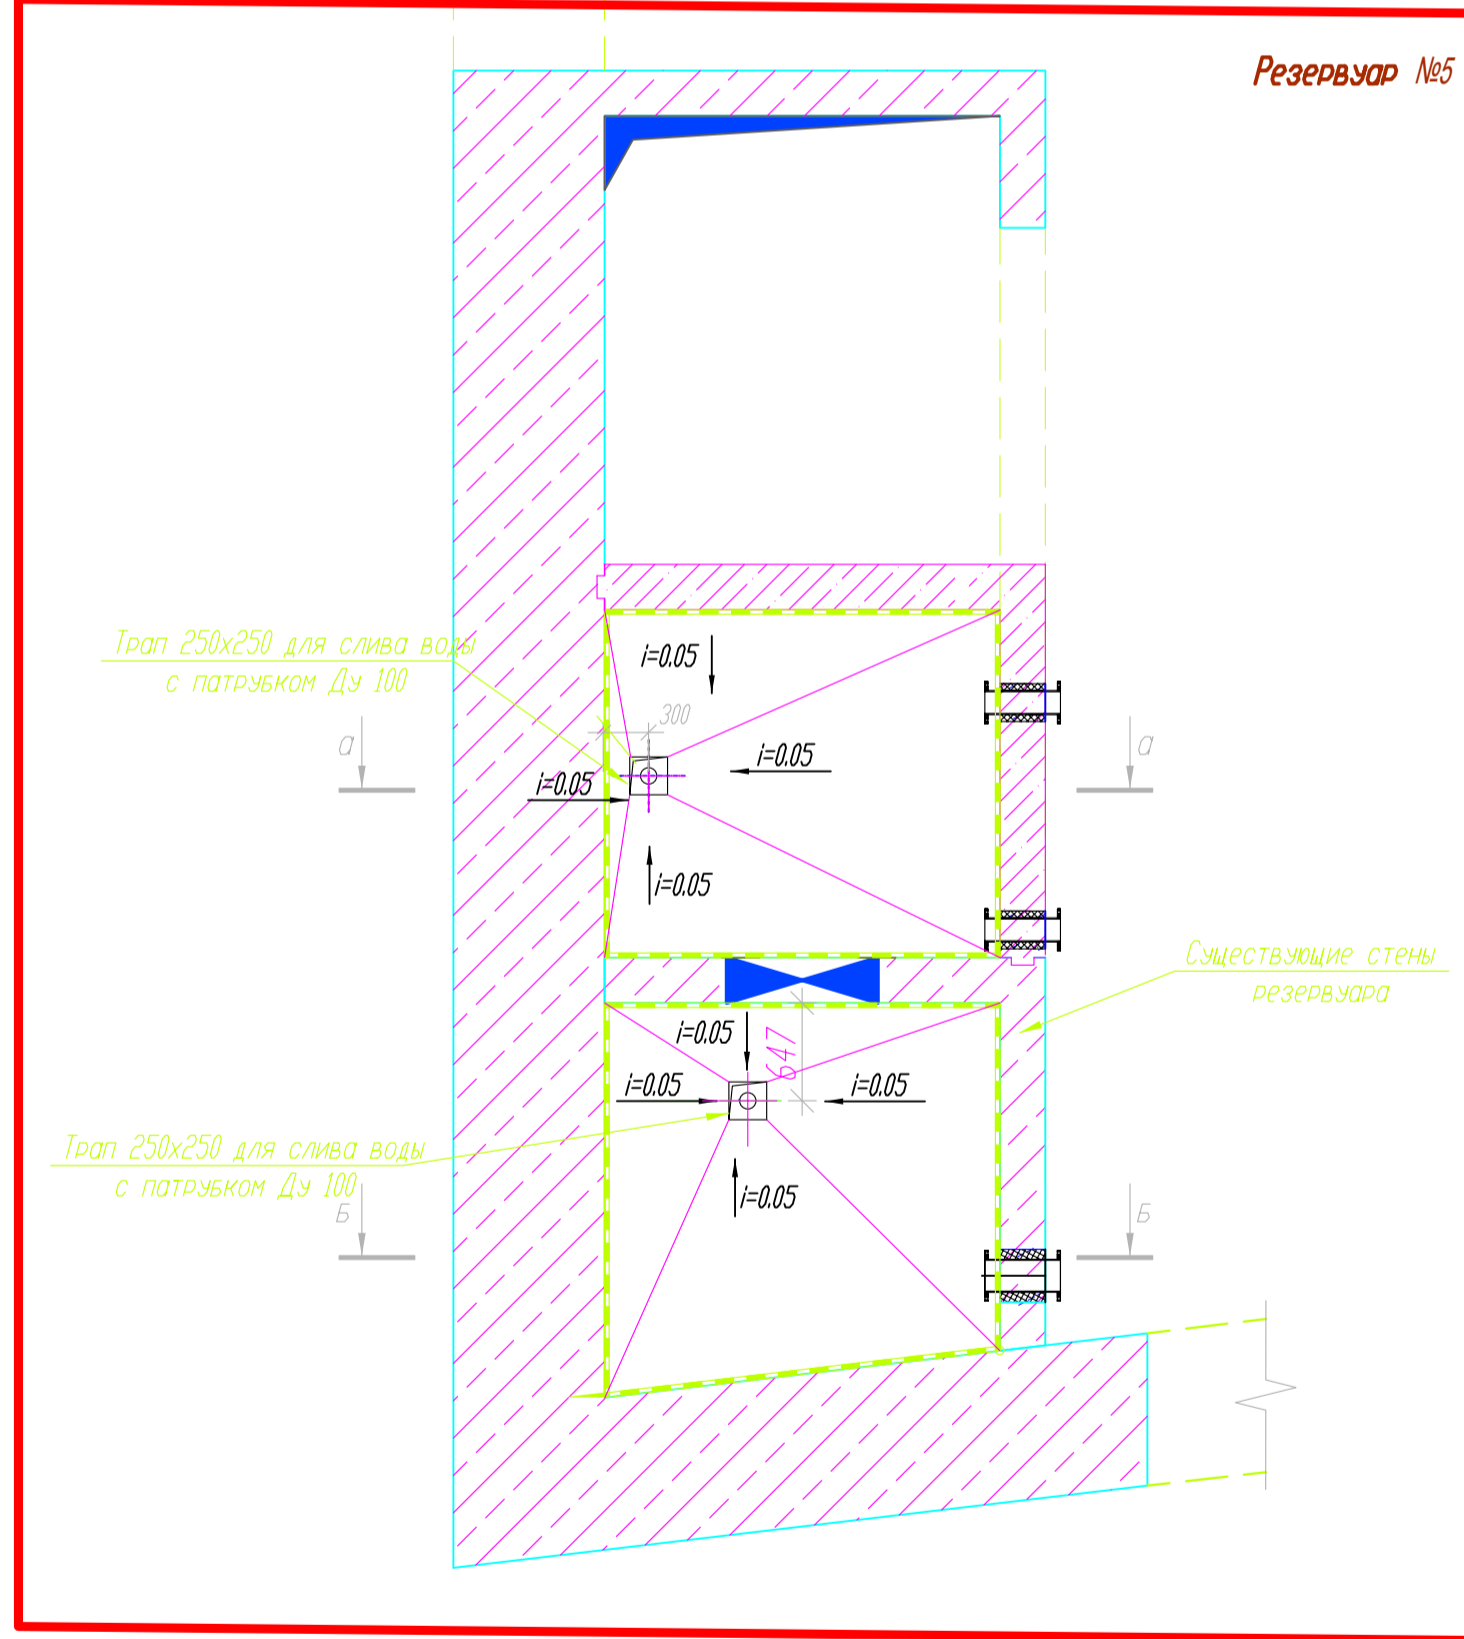 Резервуар №5
Трап 250х250 для слива воды
с патрубком Ду 100
i=0.05
300
а
а
i=0.05
i=0.05
i=0.05
Существующие стены
резервуара
i=0.05
647
i=0.05
i=0.05
Трап 250х250 для слива воды
с патрубком Ду 100
i=0.05
Б
Б